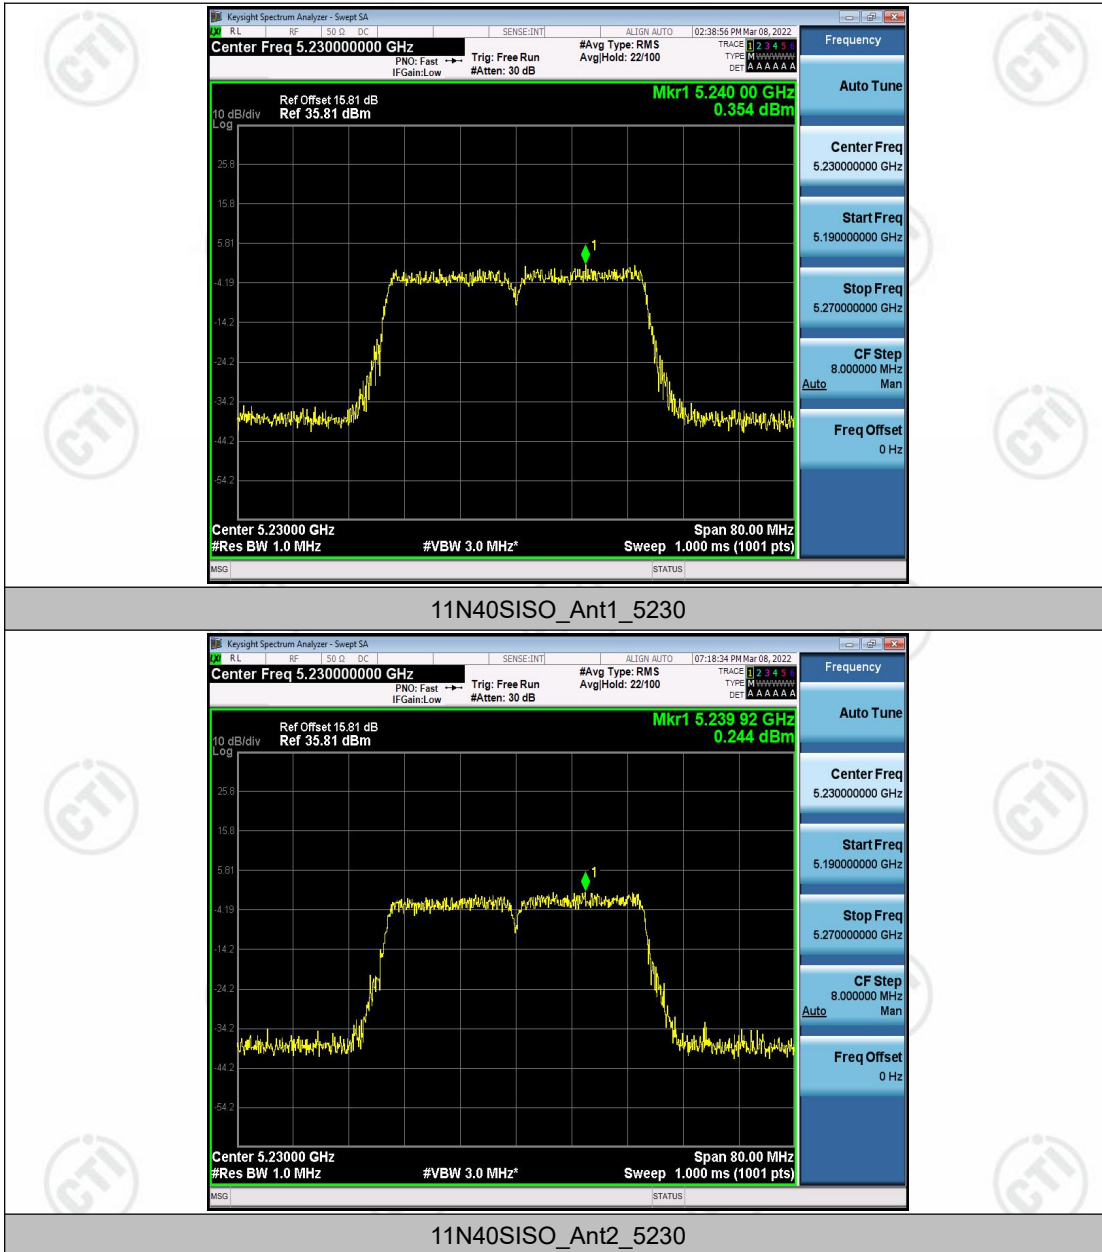 Keysight Spectrum Analyzer - Swept SA
RL RF 50 Ω DC SENSE:INT ALIGN AUTO 02:38:56 PM Mar 08, 2022
Center Freq 5.230000000 GHz
PNO: Fast
IFGain:Low
Trig: Free Run
#Atten: 30 dB
#Avg Type: RMS
Avg|Hold: 22/100
TRACE 1 2 3 4 5 6
TYPE M WWWWW
DET A A A A A A
Frequency
Auto Tune
Center Freq
5.230000000 GHz
Start Freq
5.190000000 GHz
Stop Freq
5.270000000 GHz
CF Step
8.000000 MHz
Auto Man
Freq Offset
0 Hz
Mkr1 5.240 00 GHz
0.354 dBm
Ref Offset 15.81 dB
10 dB/div Ref 35.81 dBm
Log
25.8
15.8
5.81
-4.19
-14.2
-24.2
-34.2
-44.2
-54.2
1
Center 5.23000 GHz Span 80.00 MHz
#Res BW 1.0 MHz #VBW 3.0 MHz* Sweep 1.000 ms (1001 pts)
MSG STATUS
11N40SISO_Ant1_5230
Keysight Spectrum Analyzer - Swept SA
RL RF 50 Ω DC SENSE:INT ALIGN AUTO 07:18:34 PM Mar 08, 2022
Center Freq 5.230000000 GHz
PNO: Fast
IFGain:Low
Trig: Free Run
#Atten: 30 dB
#Avg Type: RMS
Avg|Hold: 22/100
TRACE 1 2 3 4 5 6
TYPE M WWWWW
DET A A A A A A
Frequency
Auto Tune
Center Freq
5.230000000 GHz
Start Freq
5.190000000 GHz
Stop Freq
5.270000000 GHz
CF Step
8.000000 MHz
Auto Man
Freq Offset
0 Hz
Mkr1 5.239 92 GHz
0.244 dBm
Ref Offset 15.81 dB
10 dB/div Ref 35.81 dBm
Log
25.8
15.8
5.81
-4.19
-14.2
-24.2
-34.2
-44.2
-54.2
1
Center 5.23000 GHz Span 80.00 MHz
#Res BW 1.0 MHz #VBW 3.0 MHz* Sweep 1.000 ms (1001 pts)
MSG STATUS
11N40SISO_Ant2_5230
CTI
CTI
CTI
CTI
CTI
CTI
CTI
CTI